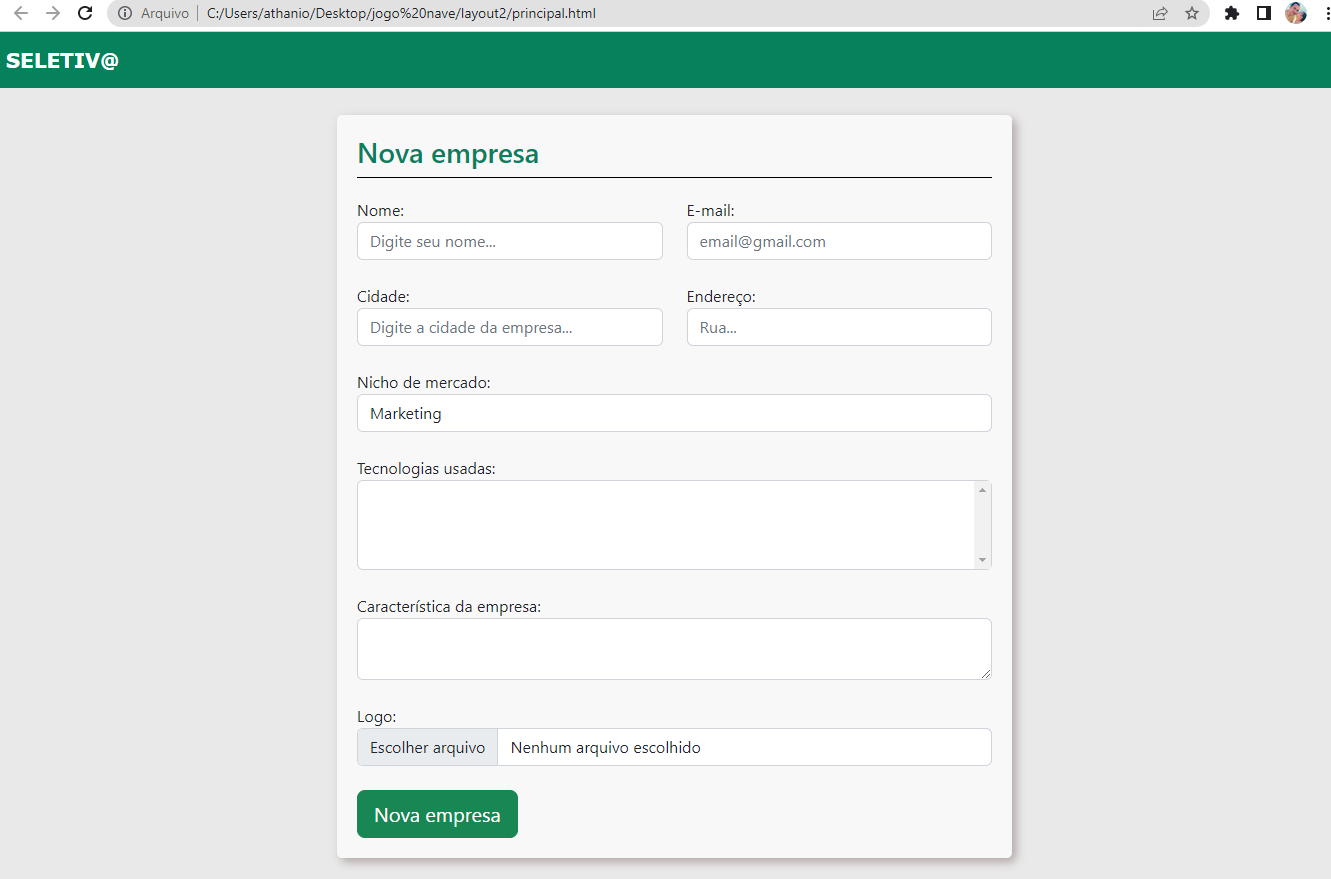 Arquivo | C:/Users/athanio/Desktop/jogo%20nave/layout2/principal.html
SELETIV@
Nova empresa
Nome: E-mail:
Digite seu nome... email@gmail.com
Cidade: Endereço:
Digite a cidade da empresa... Rua...
Nicho de mercado:
Marketing
Tecnologias usadas:
Característica da empresa:
Logo:
Escolher arquivo Nenhum arquivo escolhido
Nova empresa